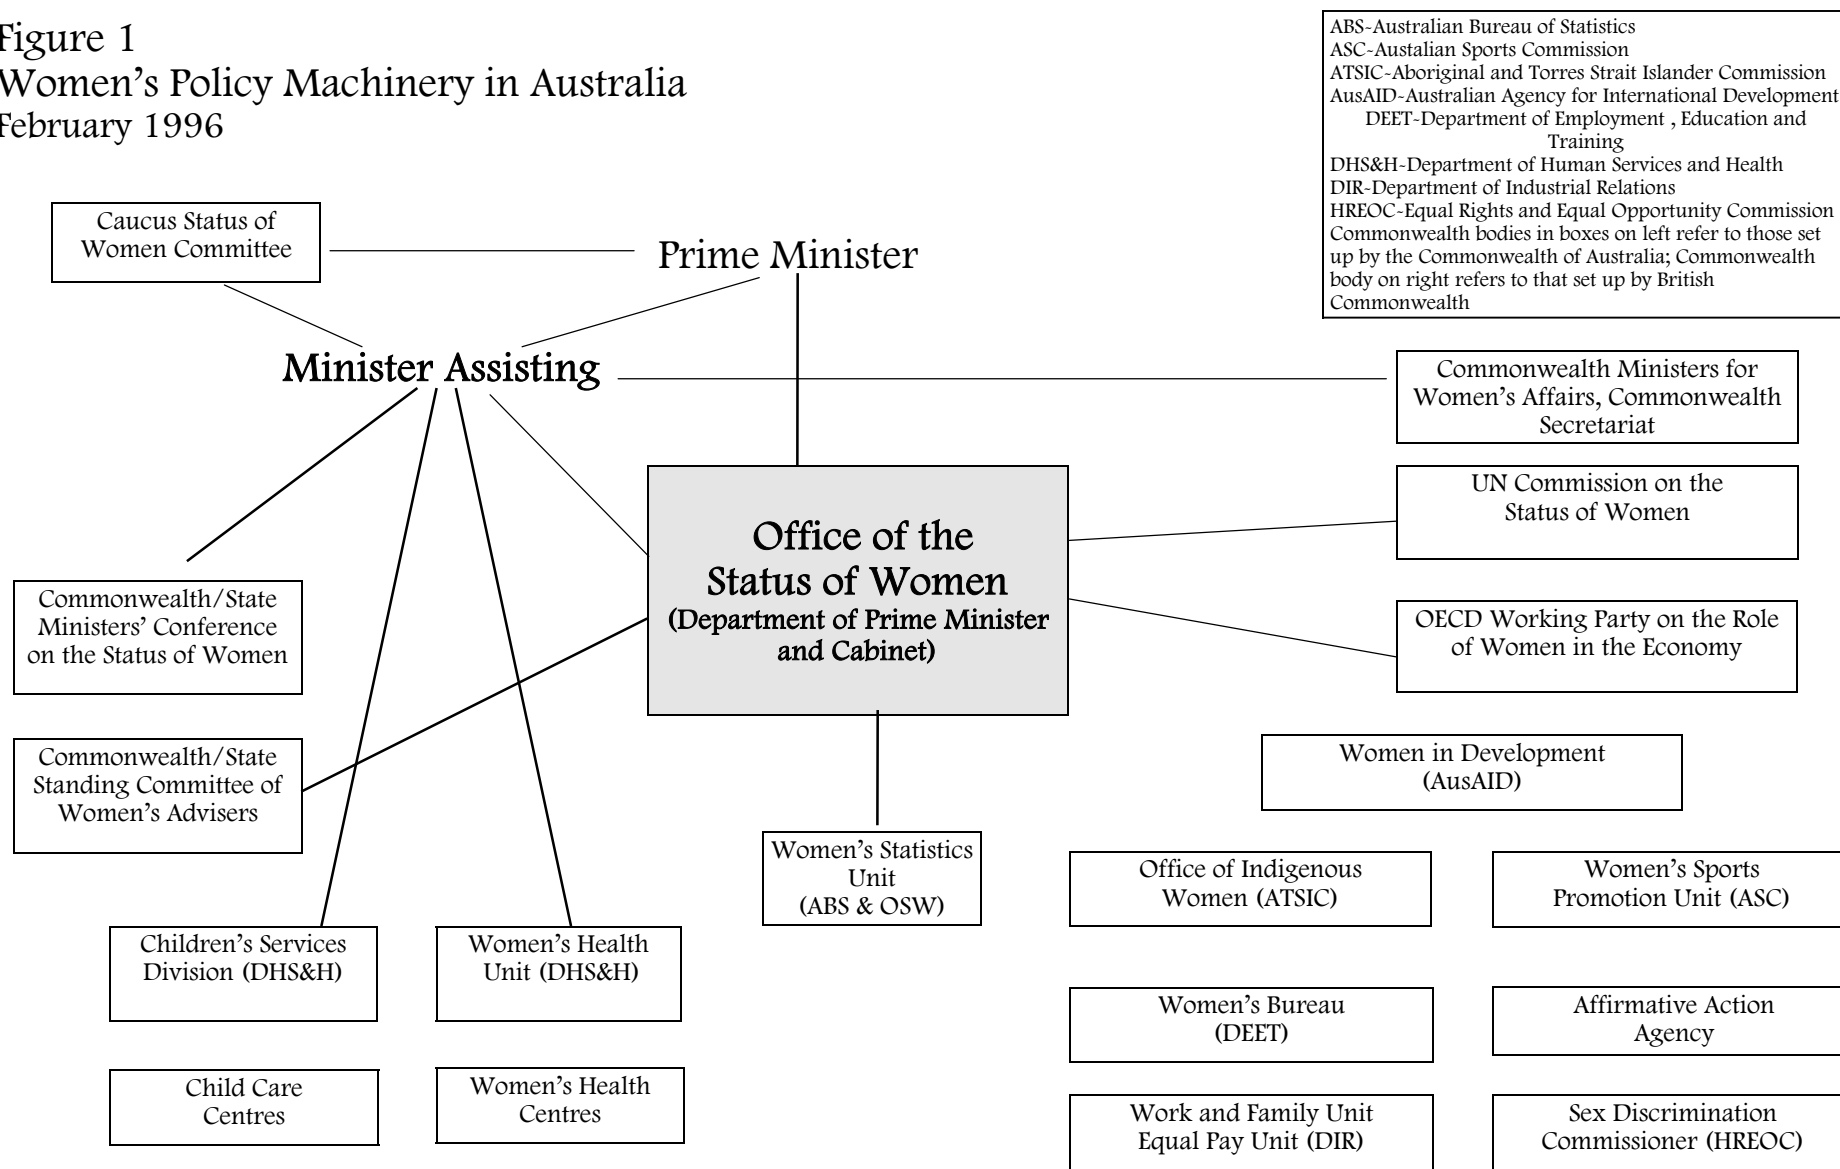 Figure 1
Women's Policy Machinery in Australia
February 1996
ABS-Australian Bureau of Statistics
ASC-Austalian Sports Commission
ATSIC-Aboriginal and Torres Strait Islander Commission
AusAID-Australian Agency for International Development
DEET-Department of Employment , Education and
Training
DHS&H-Department of Human Services and Health
DIR-Department of Industrial Relations
HREOC-Equal Rights and Equal Opportunity Commission
Commonwealth bodies in boxes on left refer to those set
up by the Commonwealth of Australia; Commonwealth
body on right refers to that set up by British
Commonwealth
Caucus Status of
Women Committee
Prime Minister
Minister Assisting
Commonwealth Ministers for
Women's Affairs, Commonwealth
Secretariat
UN Commission on the
Status of Women
Office of the
Status of Women
(Department of Prime Minister
and Cabinet)
Commonwealth/State
Ministers' Conference
on the Status of Women
OECD Working Party on the Role
of Women in the Economy
Commonwealth/State
Standing Committee of
Women's Advisers
Women in Development
(AusAID)
Women's Statistics
Unit
(ABS & OSW)
Office of Indigenous
Women (ATSIC)
Women's Sports
Promotion Unit (ASC)
Children's Services
Division (DHS&H)
Women's Health
Unit (DHS&H)
Women's Bureau
(DEET)
Affirmative Action
Agency
Child Care
Centres
Women's Health
Centres
Work and Family Unit
Equal Pay Unit (DIR)
Sex Discrimination
Commissioner (HREOC)